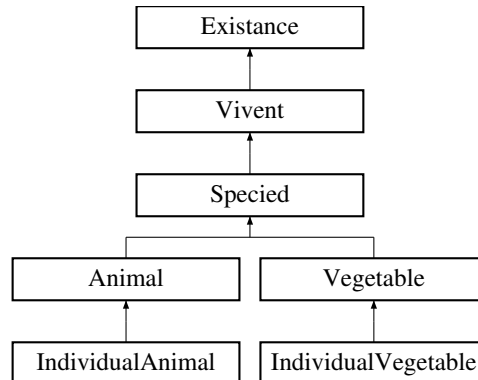 Existance
Vivent
Specied
Animal
Vegetable
IndividualAnimal
IndividualVegetable